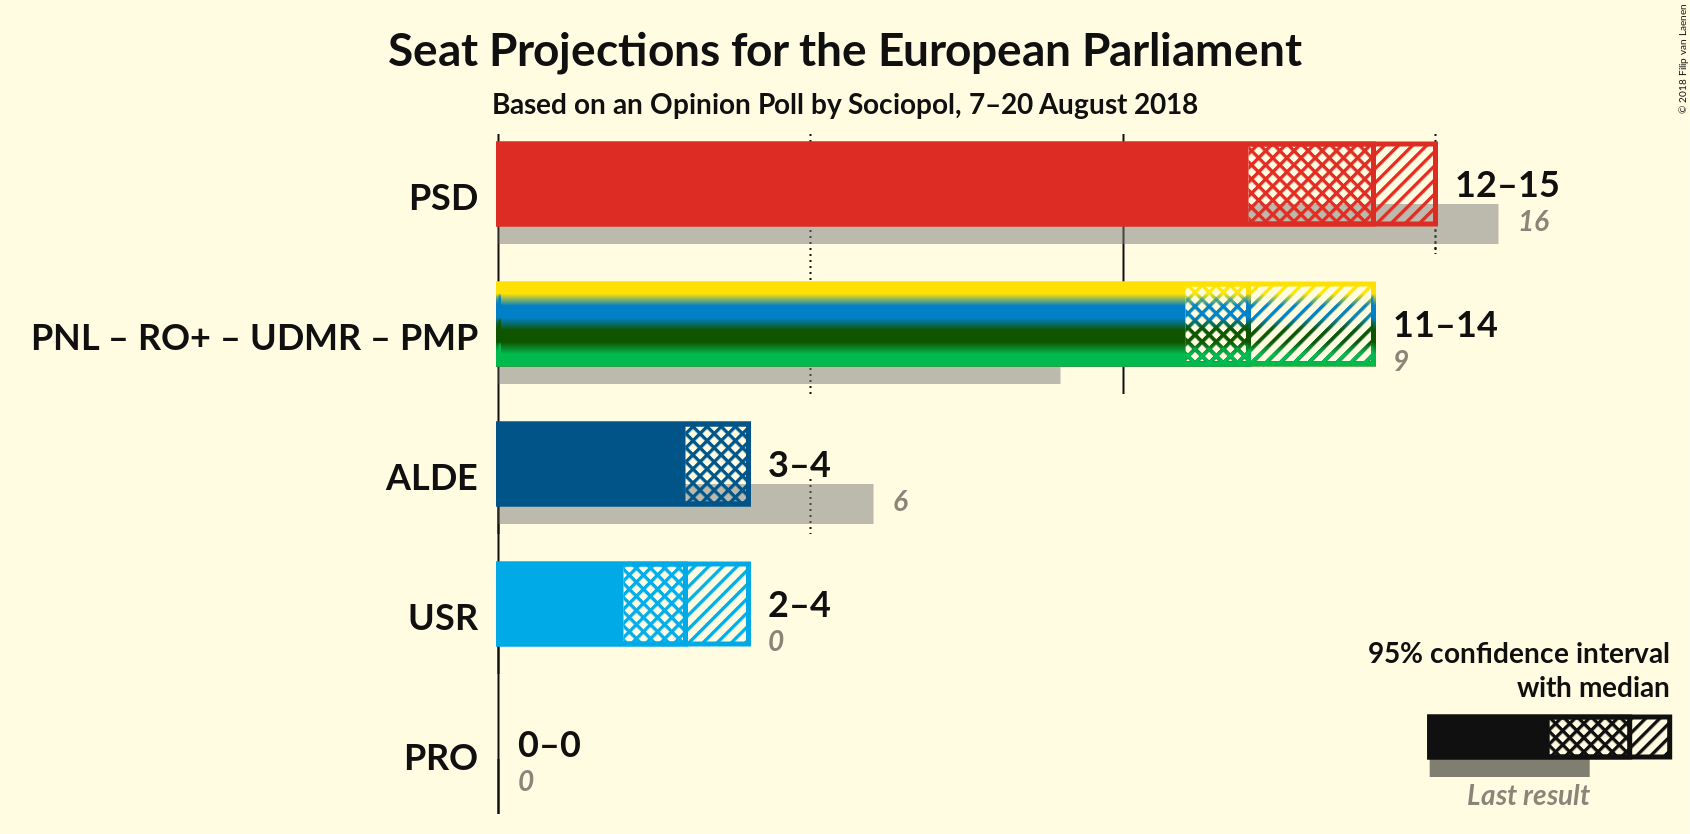 Seat Projections for the European Parliament
Based on an Opinion Poll by Sociopol, 7–20 August 2018
© 2018 Filip van Laenen
PSD
12–15
16
PNL – RO+ – UDMR – PMP
11–14
9
ALDE
3–4
6
USR
2–4
0
PRO
0–0
0
95% confidence interval
with median
Last result